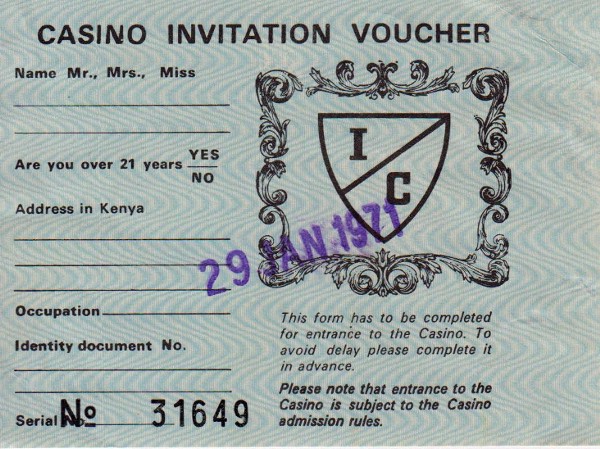 CASINO INVITATION VOUCHER
Name Mr., Mrs., Miss
Are you over 21 years YES
NO
Address in Kenya
Occupation
Identity document No.
Serial No. Nº 31649
I
C
29 JAN 1971
This form has to be completed
for entrance to the Casino. To
avoid delay please complete it
in advance.
Please note that entrance to the
Casino is subject to the Casino
admission rules.